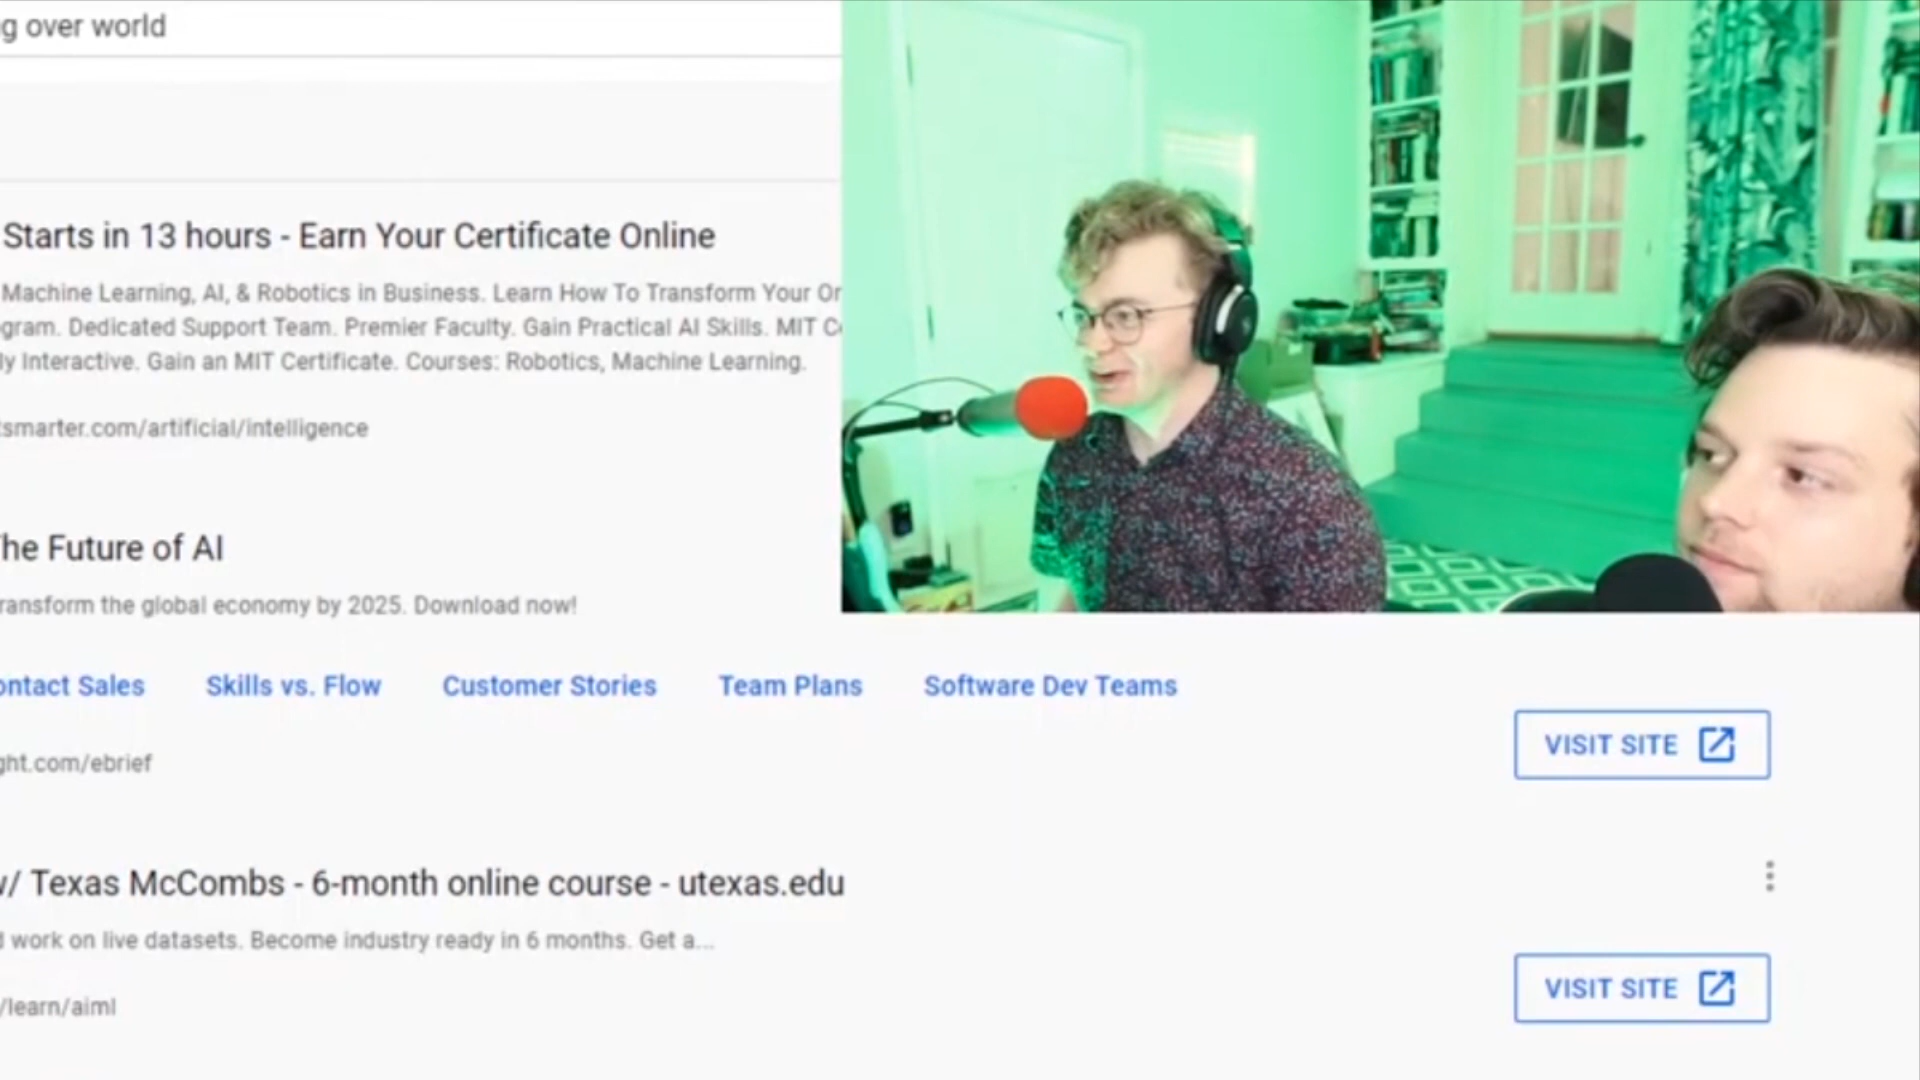 g over world
Starts in 13 hours - Earn Your Certificate Online
Machine Learning, AI, & Robotics in Business. Learn How To Transform Your Or
gram. Dedicated Support Team. Premier Faculty. Gain Practical AI Skills. MIT C
ly Interactive. Gain an MIT Certificate. Courses: Robotics, Machine Learning.
tsmarter.com/artificial/intelligence
The Future of AI
ransform the global economy by 2025. Download now!
ontact Sales Skills vs. Flow Customer Stories Team Plans Software Dev Teams
VISIT SITE
ght.com/ebrief
w/ Texas McCombs - 6-month online course - utexas.edu
d work on live datasets. Become industry ready in 6 months. Get a...
VISIT SITE
/learn/aiml